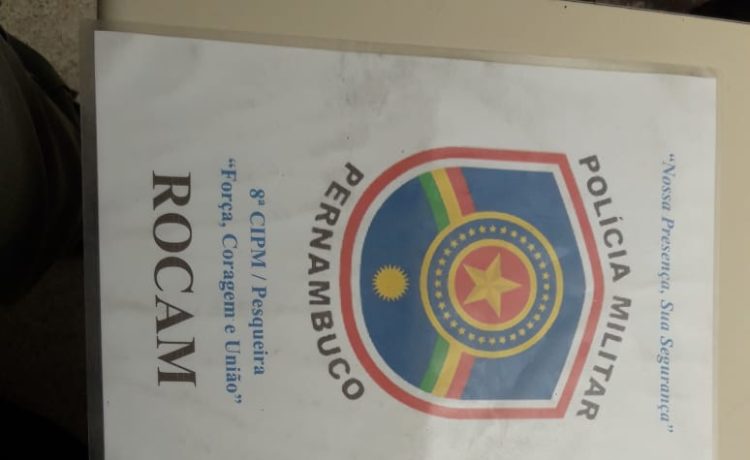 “Nossa Presença, Sua Segurança”
POLÍCIA MILITAR
PERNAMBUCO
8ª CIPM / Pesqueira
“Força, Coragem e União”
ROCAM